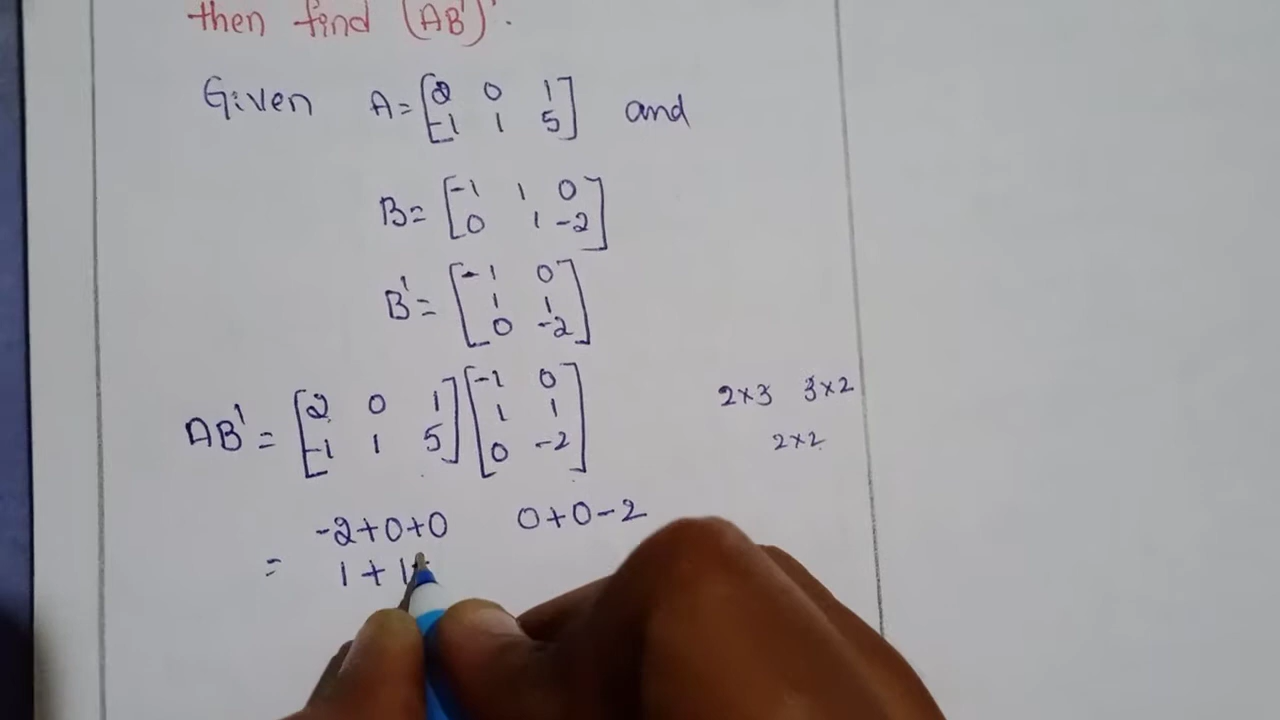 then find (AB')'.
Given A = [2 0 1
-1 1 5] and
B = [-1 1 0
0 1 -2]
B' = [-1 0
1 1
0 -2]
AB' = [2 0 1
-1 1 5] [-1 0
1 1
0 -2]
2×3 3×2
2×2
-2+0+0 0+0-2
= 1+1